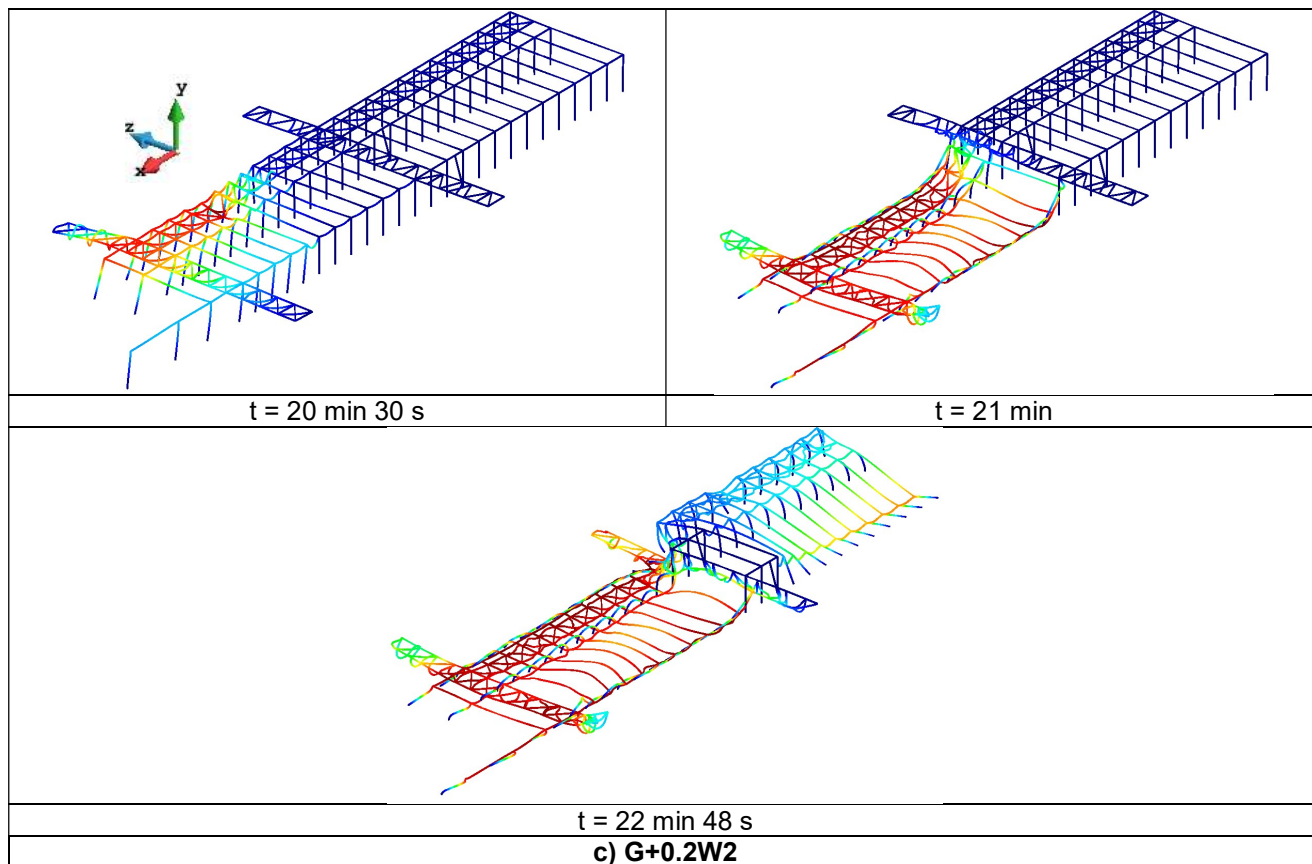 y
z
x
t = 20 min 30 s
t = 21 min
t = 22 min 48 s
c) G+0.2W2